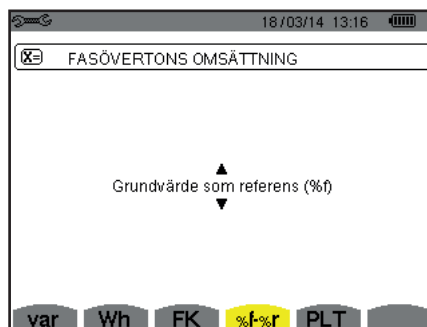 18/03/14 13:16
X= FASÖVERTONS OMSÄTTNING
Grundvärde som referens (%f)
var Wh FK %f-%r PLT